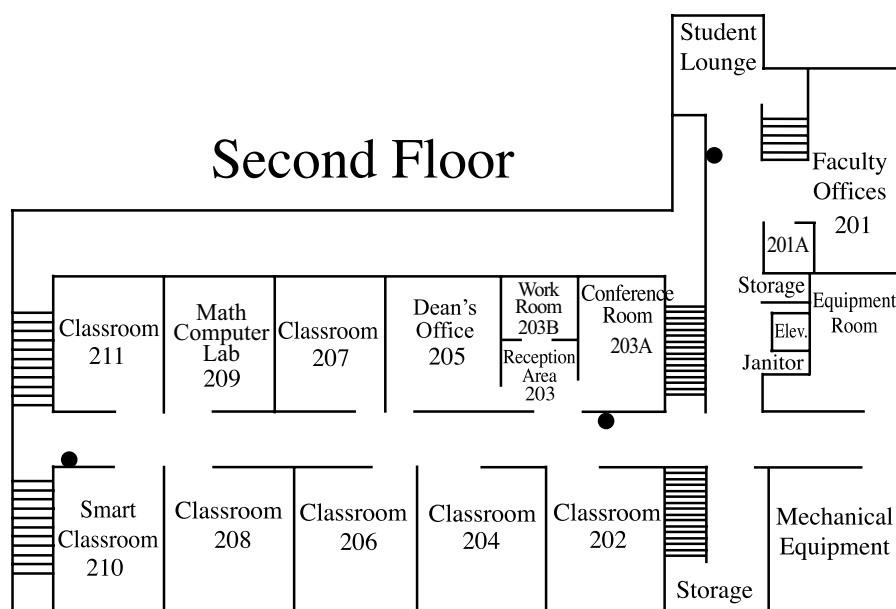 Student
Lounge
Second Floor
Faculty
Offices
201
201A
Storage
Equipment
Room
Elev.
Janitor
Classroom
211
Math
Computer
Lab
209
Classroom
207
Dean's
Office
205
Work
Room
203B
Reception
Area
203
Conference
Room
203A
Smart
Classroom
210
Classroom
208
Classroom
206
Classroom
204
Classroom
202
Storage
Mechanical
Equipment